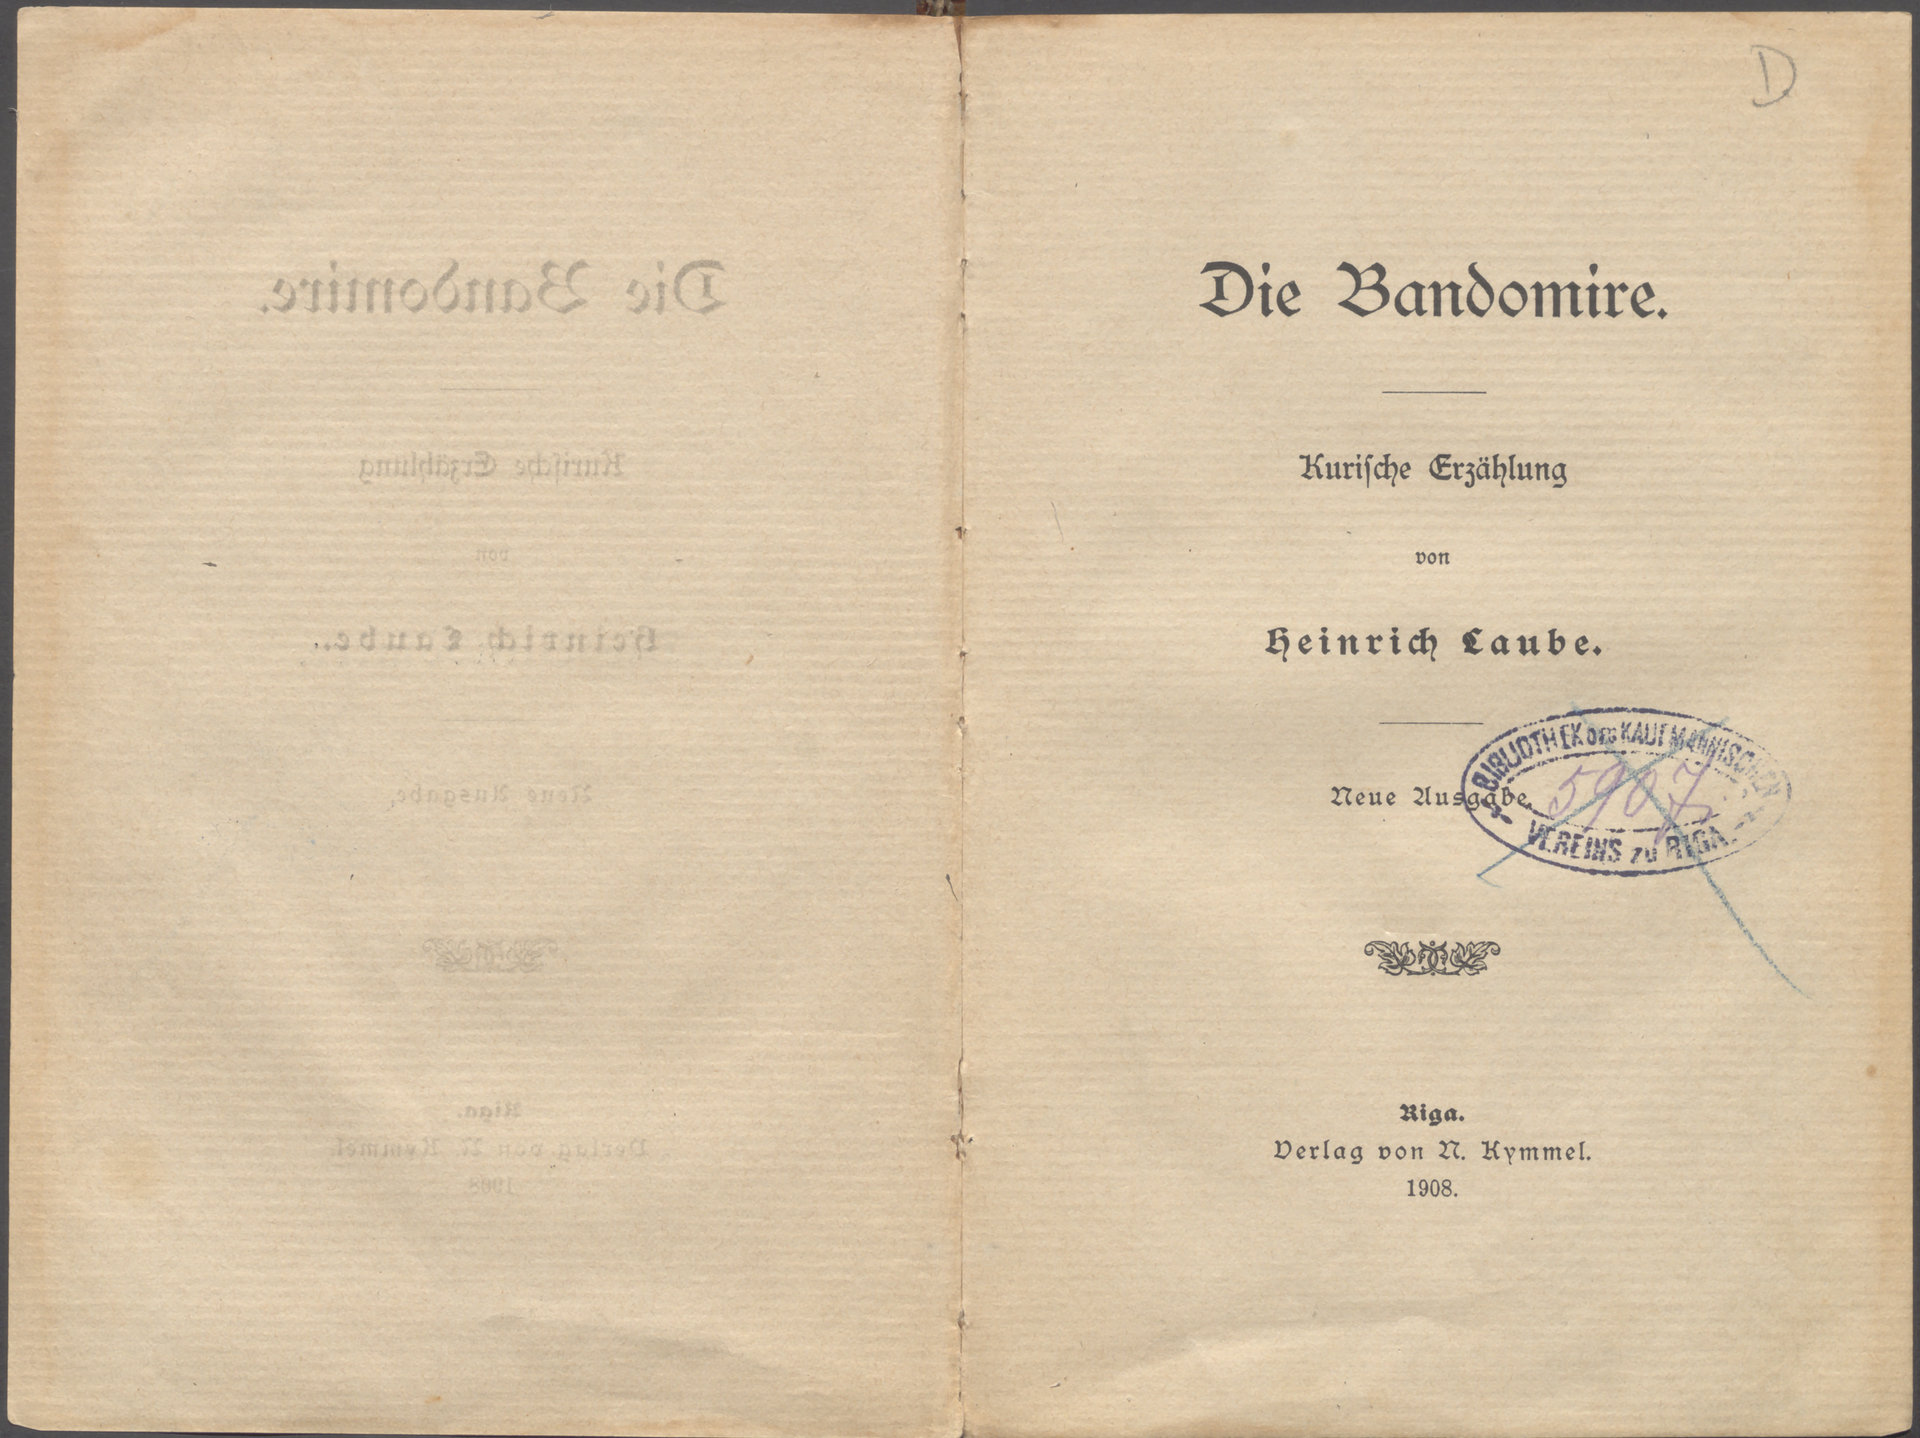 D
Die Bandomire.
Kurische Erzählung
von
Heinrich Laube.
Neue Ausgabe.
BIBLIOTHEK DES KAUFMÄNNISCHEN
5907
VEREINS zu RIGA
Riga.
Verlag von N. Kymmel.
1908.